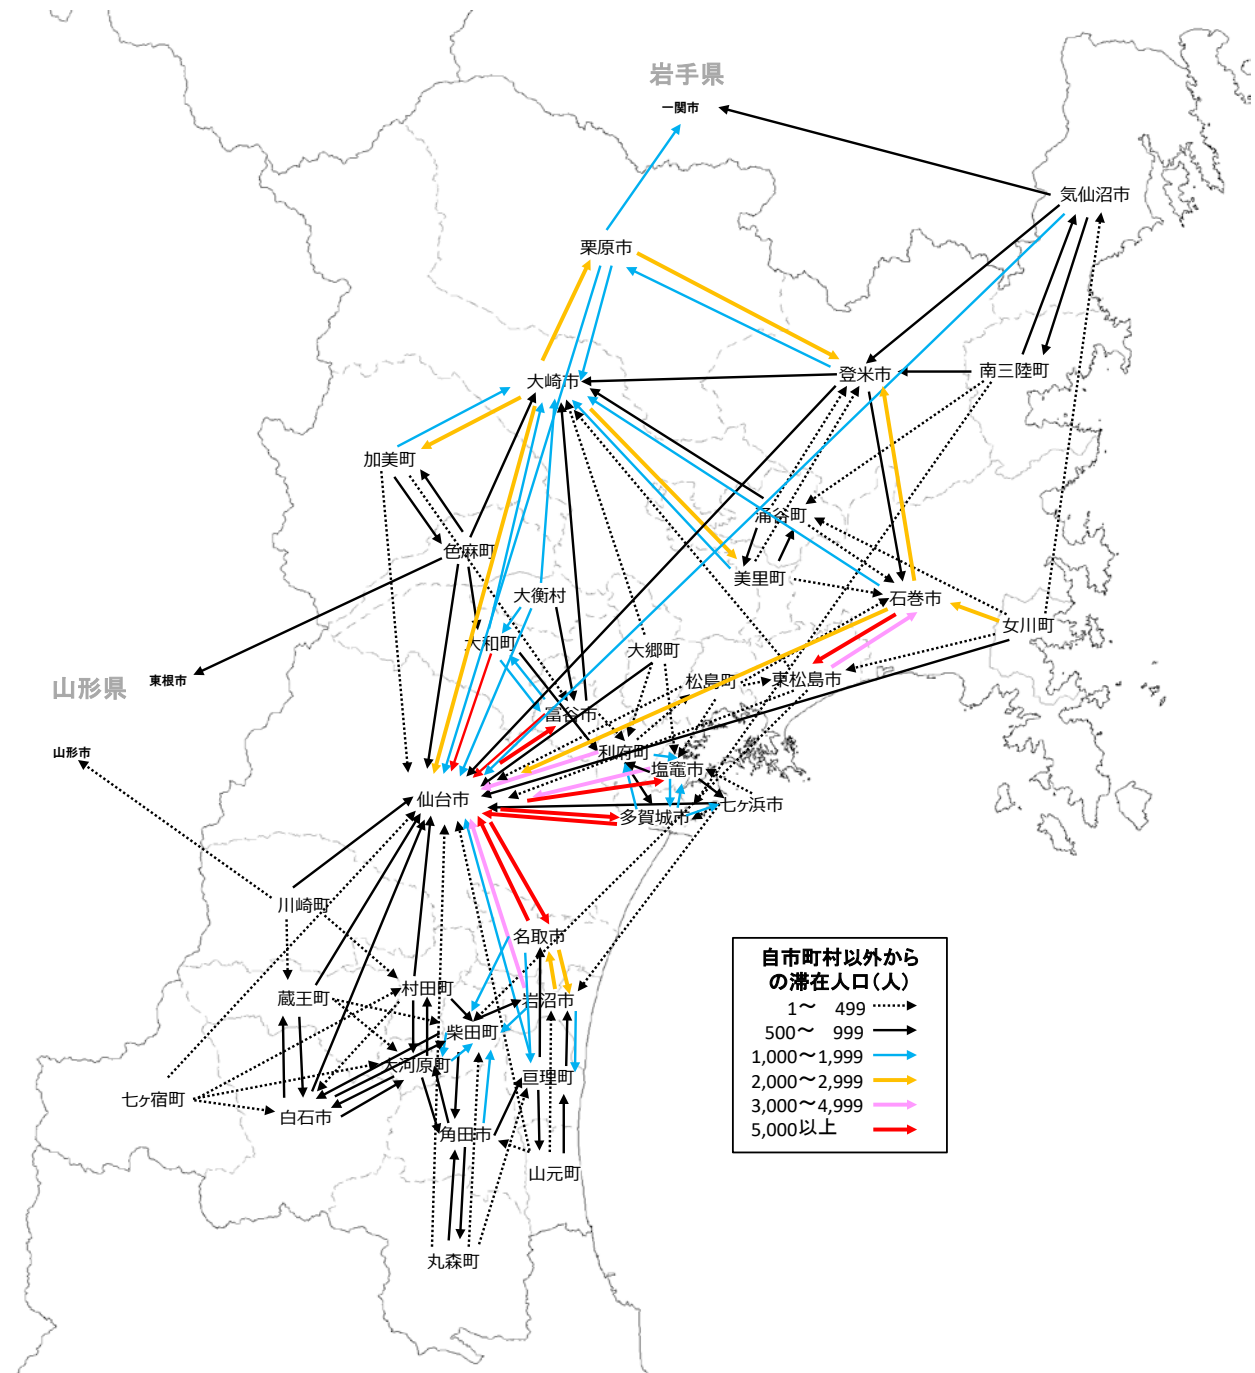 岩手県
一関市
気仙沼市
栗原市
大崎市
登米市
南三陸町
加美町
涌谷町
色麻町
美里町
大衡村
石巻市
女川町
大和町
大郷町
山形県
東根市
松島町
東松島市
富谷市
山形市
利府町
塩竈市
仙台市
七ヶ浜市
多賀城市
川崎町
名取市
村田町
蔵王町
岩沼市
柴田町
大河原町
亘理町
七ヶ宿町
白石市
角田市
山元町
丸森町
自市町村以外から
の滞在人口(人)
1～ 499
500～ 999
1,000～1,999
2,000～2,999
3,000～4,999
5,000以上